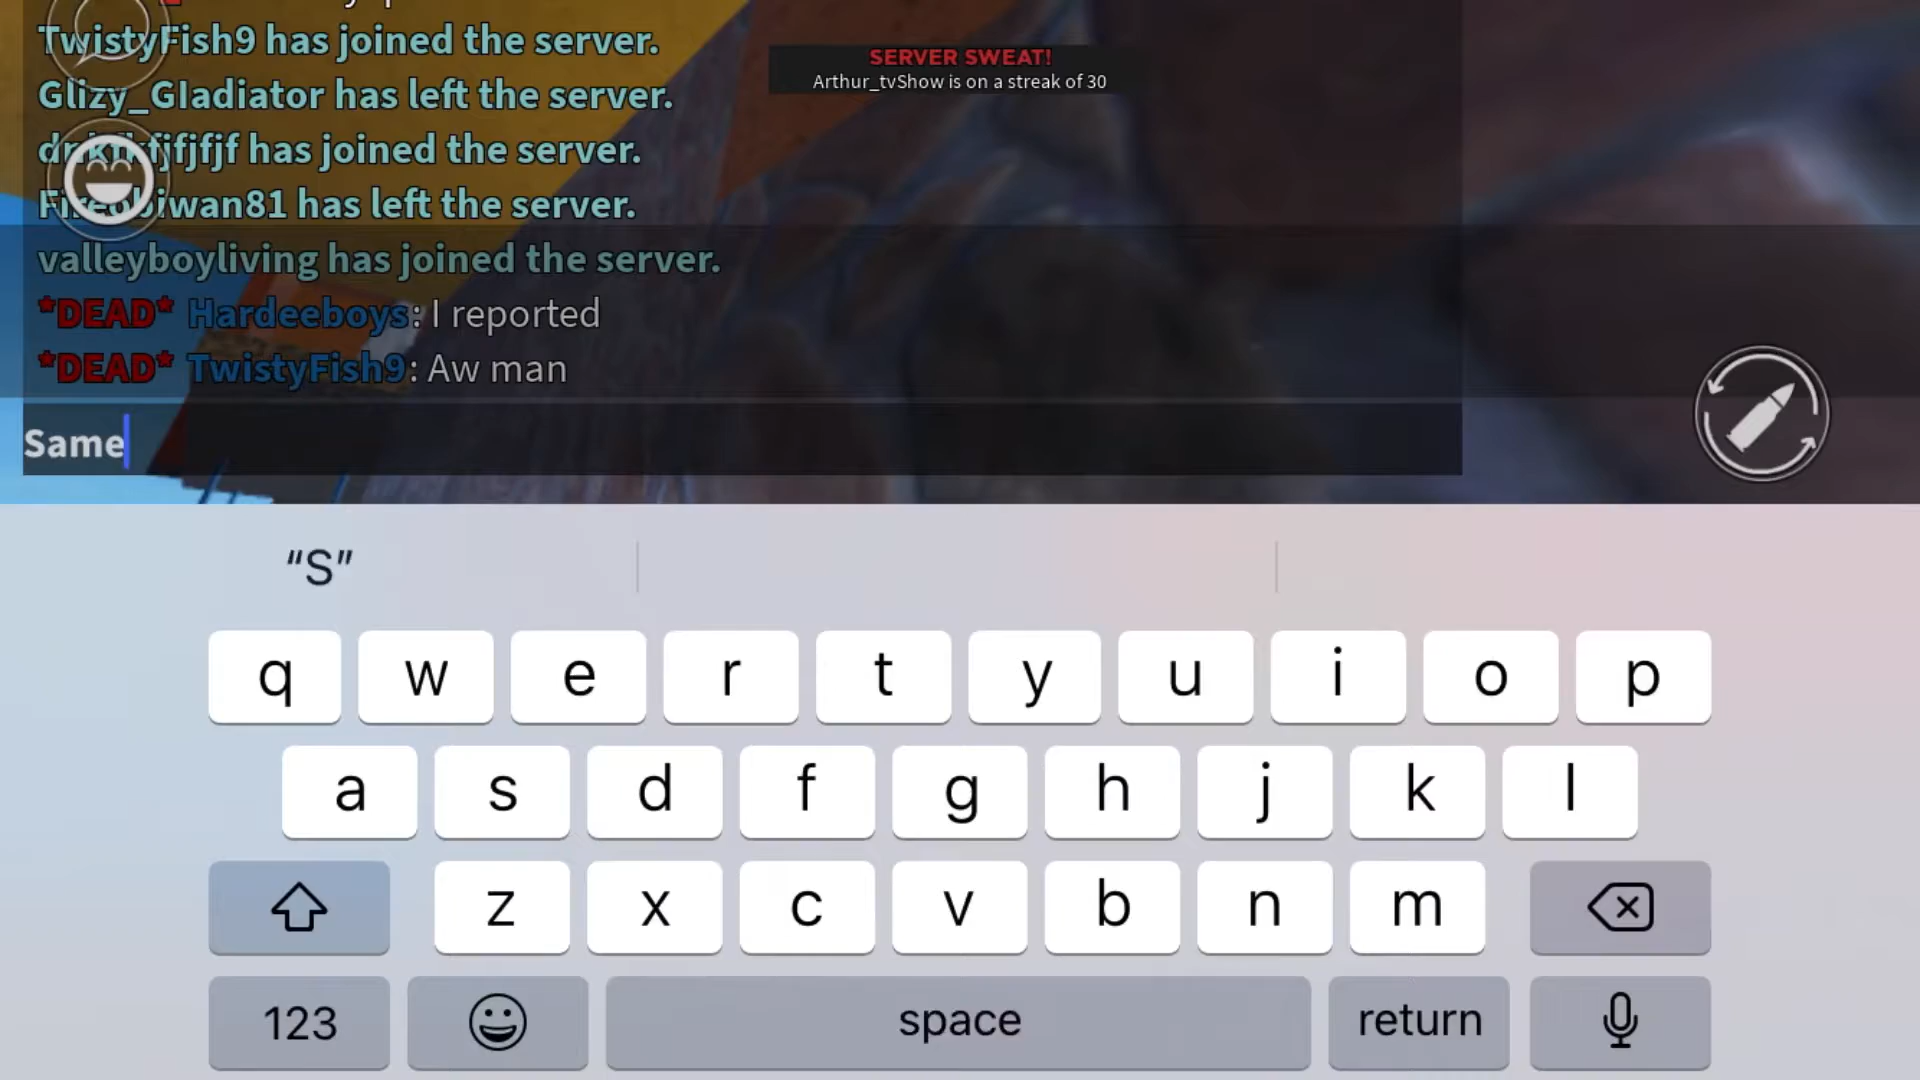 TwistyFish9 has joined the server.
SERVER SWEAT!
Arthur_tvShow is on a streak of 30
Glizy_GIadiator has left the server.
has joined the server.
Fireobiwan81 has left the server.
valleyboyliving has joined the server.
*DEAD* Hardeeboys: I reported
*DEAD* TwistyFish9: Aw man
Same
“S”
q w e r t y u i o p
a s d f g h j k l
z x c v b n m
123 space return